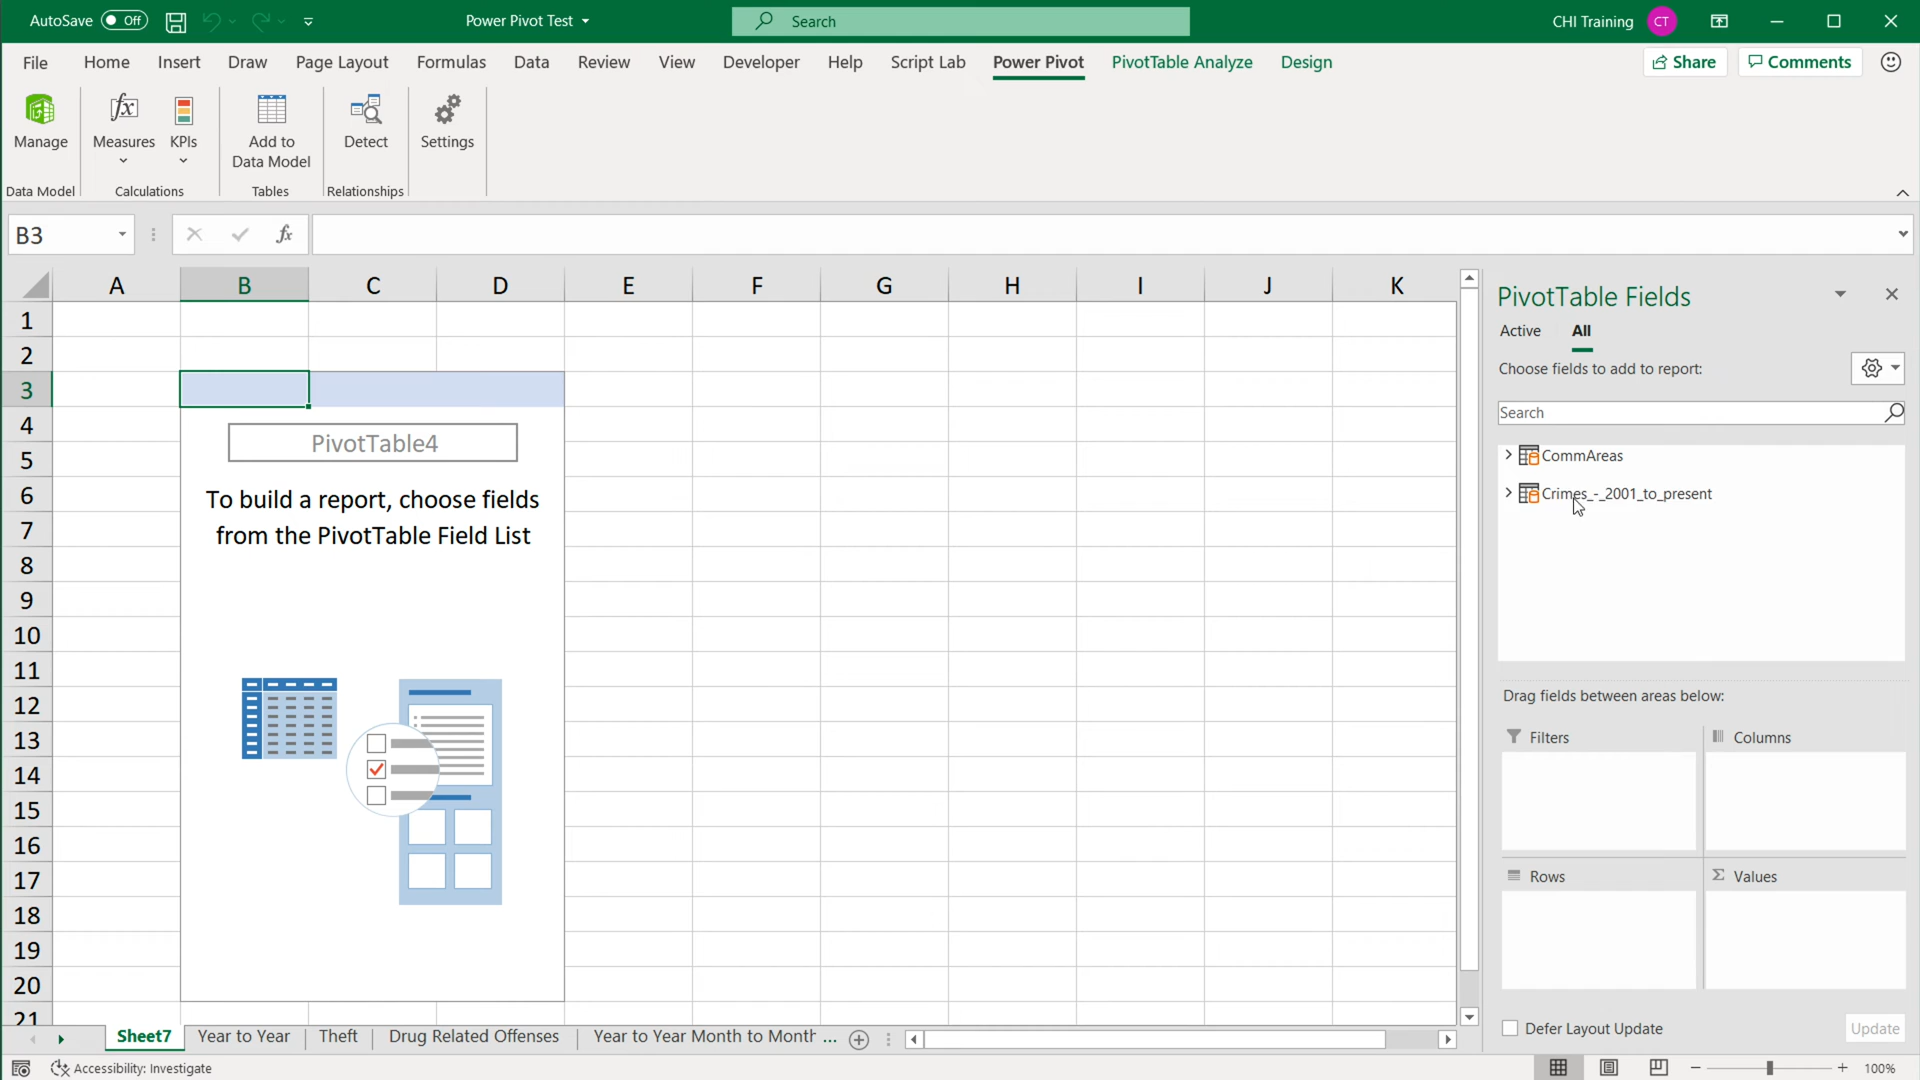 AutoSave Off Power Pivot Test Search CHI Training CT
File Home Insert Draw Page Layout Formulas Data Review View Developer Help Script Lab Power Pivot PivotTable Analyze Design Share Comments
Manage Measures KPIs Add to Data Model Detect Settings
Data Model Calculations Tables Relationships
B3 fx
A B C D E F G H I J K
1
2
3
4
5
6
7
8
9
10
11
12
13
14
15
16
17
18
19
20
21
PivotTable4
To build a report, choose fields
from the PivotTable Field List
PivotTable Fields
Active All
Choose fields to add to report:
Search
CommAreas
Crimes_-_2001_to_present
Drag fields between areas below:
Filters Columns
Rows Σ Values
Defer Layout Update Update
Sheet7 Year to Year Theft Drug Related Offenses Year to Year Month to Month ...
Accessibility: Investigate 100%